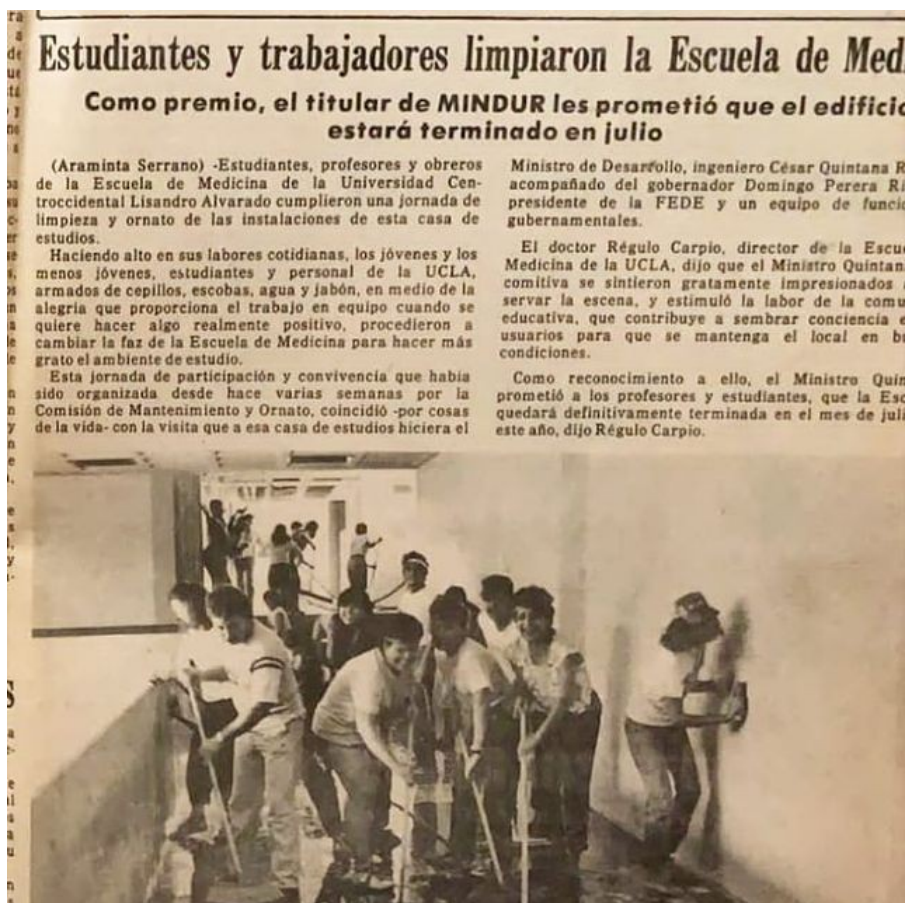 Estudiantes y trabajadores limpiaron la Escuela de Med
Como premio, el titular de MINDUR les prometió que el edificio
estará terminado en julio
(Araminta Serrano) -Estudiantes, profesores y obreros
de la Escuela de Medicina de la Universidad Cen-
troccidental Lisandro Alvarado cumplieron una jornada de
limpieza y ornato de las instalaciones de esta casa de
estudios.
Haciendo alto en sus labores cotidianas, los jóvenes y los
menos jóvenes, estudiantes y personal de la UCLA,
armados de cepillos, escobas, agua y jabón, en medio de la
alegría que proporciona el trabajo en equipo cuando se
quiere hacer algo realmente positivo, procedieron a
cambiar la faz de la Escuela de Medicina para hacer más
grato el ambiente de estudio.
Esta jornada de participación y convivencia que había
sido organizada desde hace varias semanas por la
Comisión de Mantenimiento y Ornato, coincidió -por cosas
de la vida- con la visita que a esa casa de estudios hiciera el
Ministro de Desarrollo, ingeniero César Quintana R
acompañado del gobernador Domingo Perera Ri
presidente de la FEDE y un equipo de funcio
gubernamentales.
El doctor Régulo Carpio, director de la Escue
Medicina de la UCLA, dijo que el Ministro Quintana
comitiva se sintieron gratamente impresionados
servar la escena, y estimuló la labor de la comu
educativa, que contribuye a sembrar conciencia e
usuarios para que se mantenga el local en bu
condiciones.
Como reconocimiento a ello, el Ministro Quin
prometió a los profesores y estudiantes, que la Esc
quedará definitivamente terminada en el mes de juli
este año, dijo Régulo Carpio.